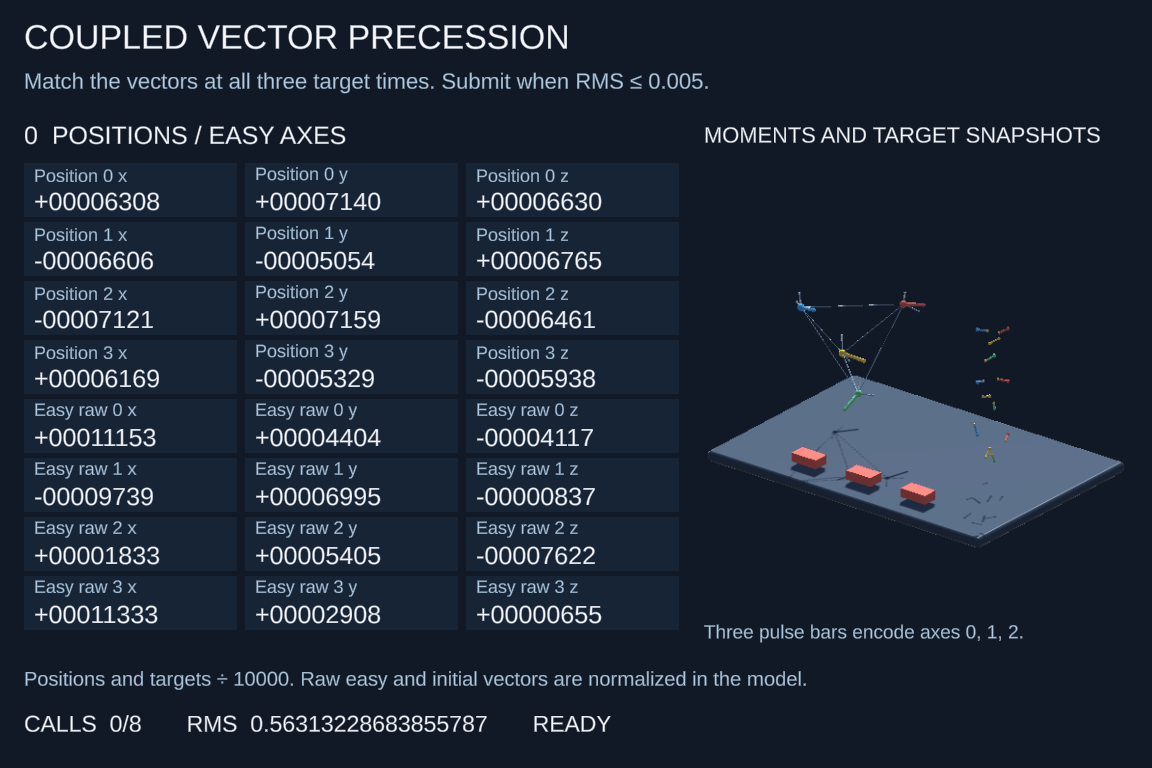 COUPLED VECTOR PRECESSION
Match the vectors at all three target times. Submit when RMS ≤ 0.005.
0 POSITIONS / EASY AXES
MOMENTS AND TARGET SNAPSHOTS
Position 0 x Position 0 y Position 0 z
+00006308 +00007140 +00006630
Position 1 x Position 1 y Position 1 z
-00006606 -00005054 +00006765
Position 2 x Position 2 y Position 2 z
-00007121 +00007159 -00006461
Position 3 x Position 3 y Position 3 z
+00006169 -00005329 -00005938
Easy raw 0 x Easy raw 0 y Easy raw 0 z
+00011153 +00004404 -00004117
Easy raw 1 x Easy raw 1 y Easy raw 1 z
-00009739 +00006995 -00000837
Easy raw 2 x Easy raw 2 y Easy raw 2 z
+00001833 +00005405 -00007622
Easy raw 3 x Easy raw 3 y Easy raw 3 z
+00011333 +00002908 +00000655
Three pulse bars encode axes 0, 1, 2.
Positions and targets ÷ 10000. Raw easy and initial vectors are normalized in the model.
CALLS 0/8 RMS 0.56313228683855787 READY